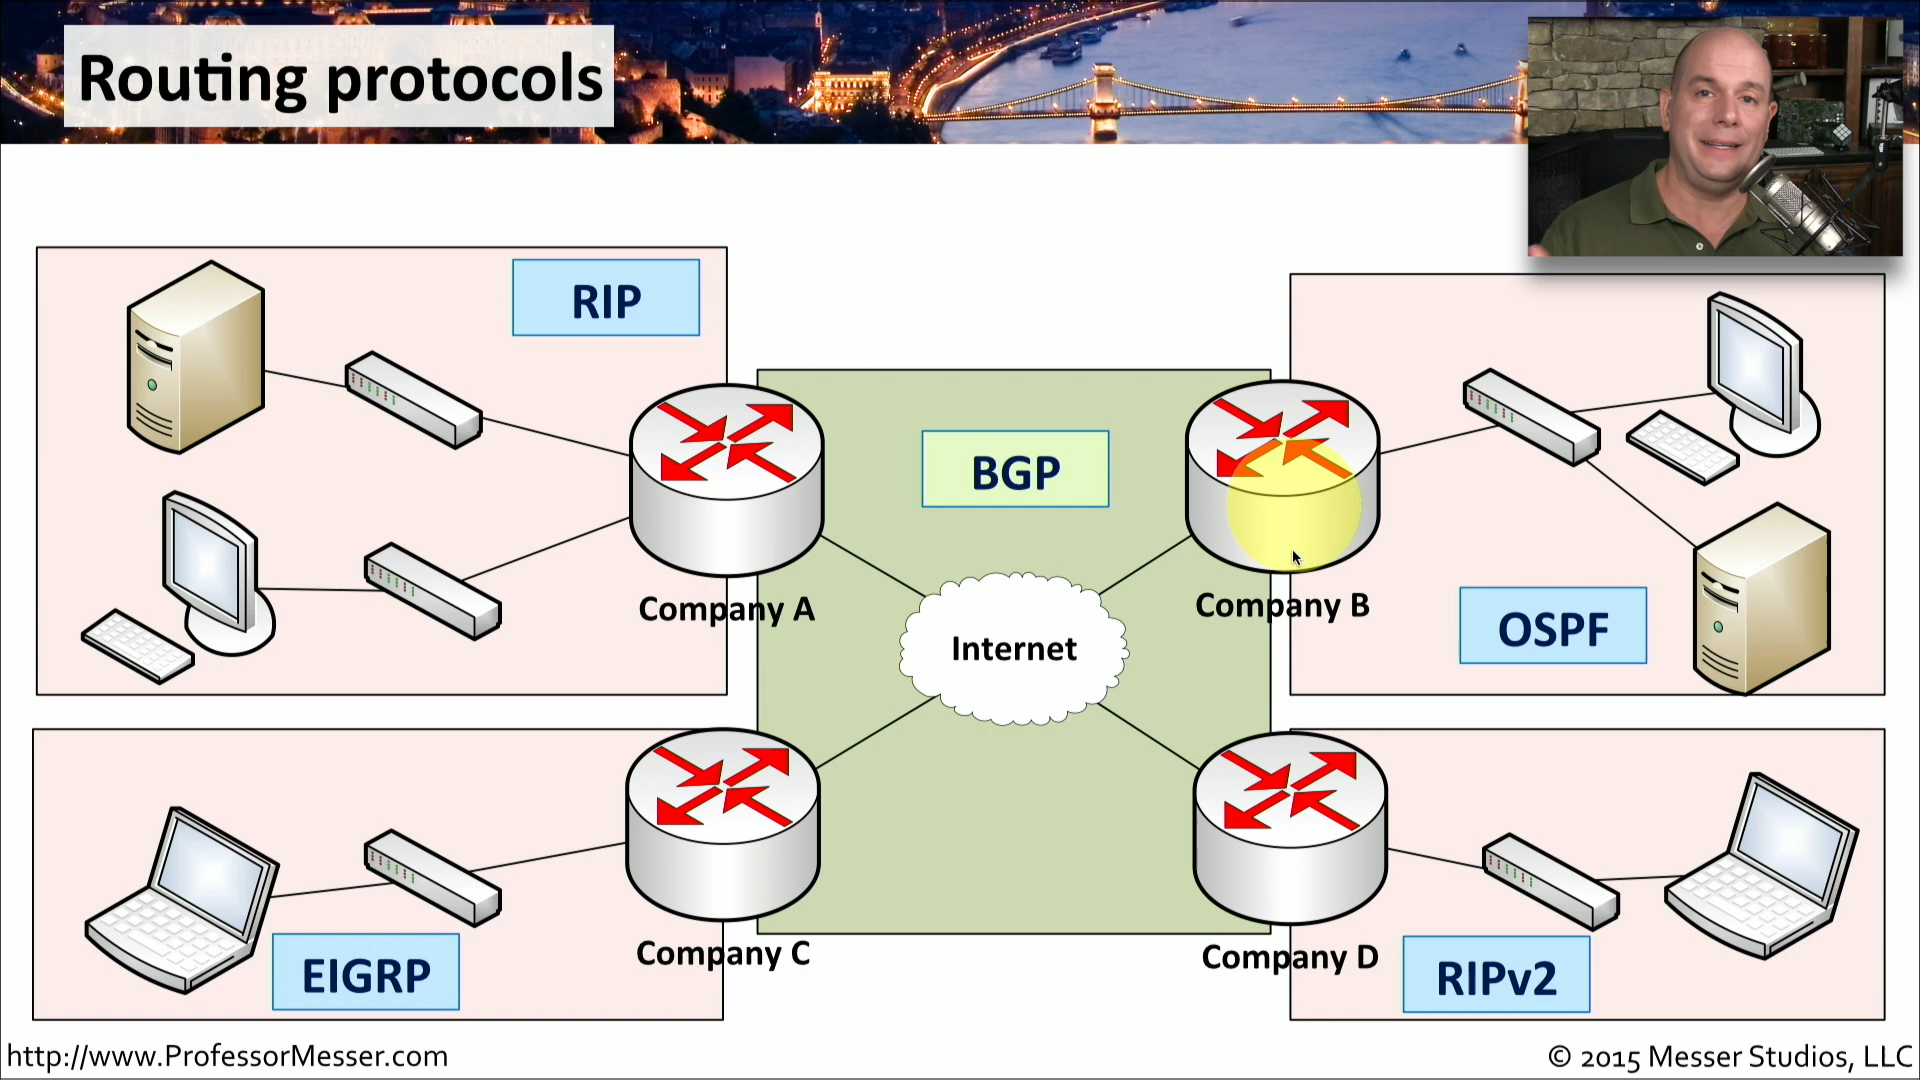 Routing protocols
RIP
BGP
Company A
Company B
Internet
OSPF
EIGRP
Company C
Company D
RIPv2
http://www.ProfessorMesser.com
© 2015 Messer Studios, LLC